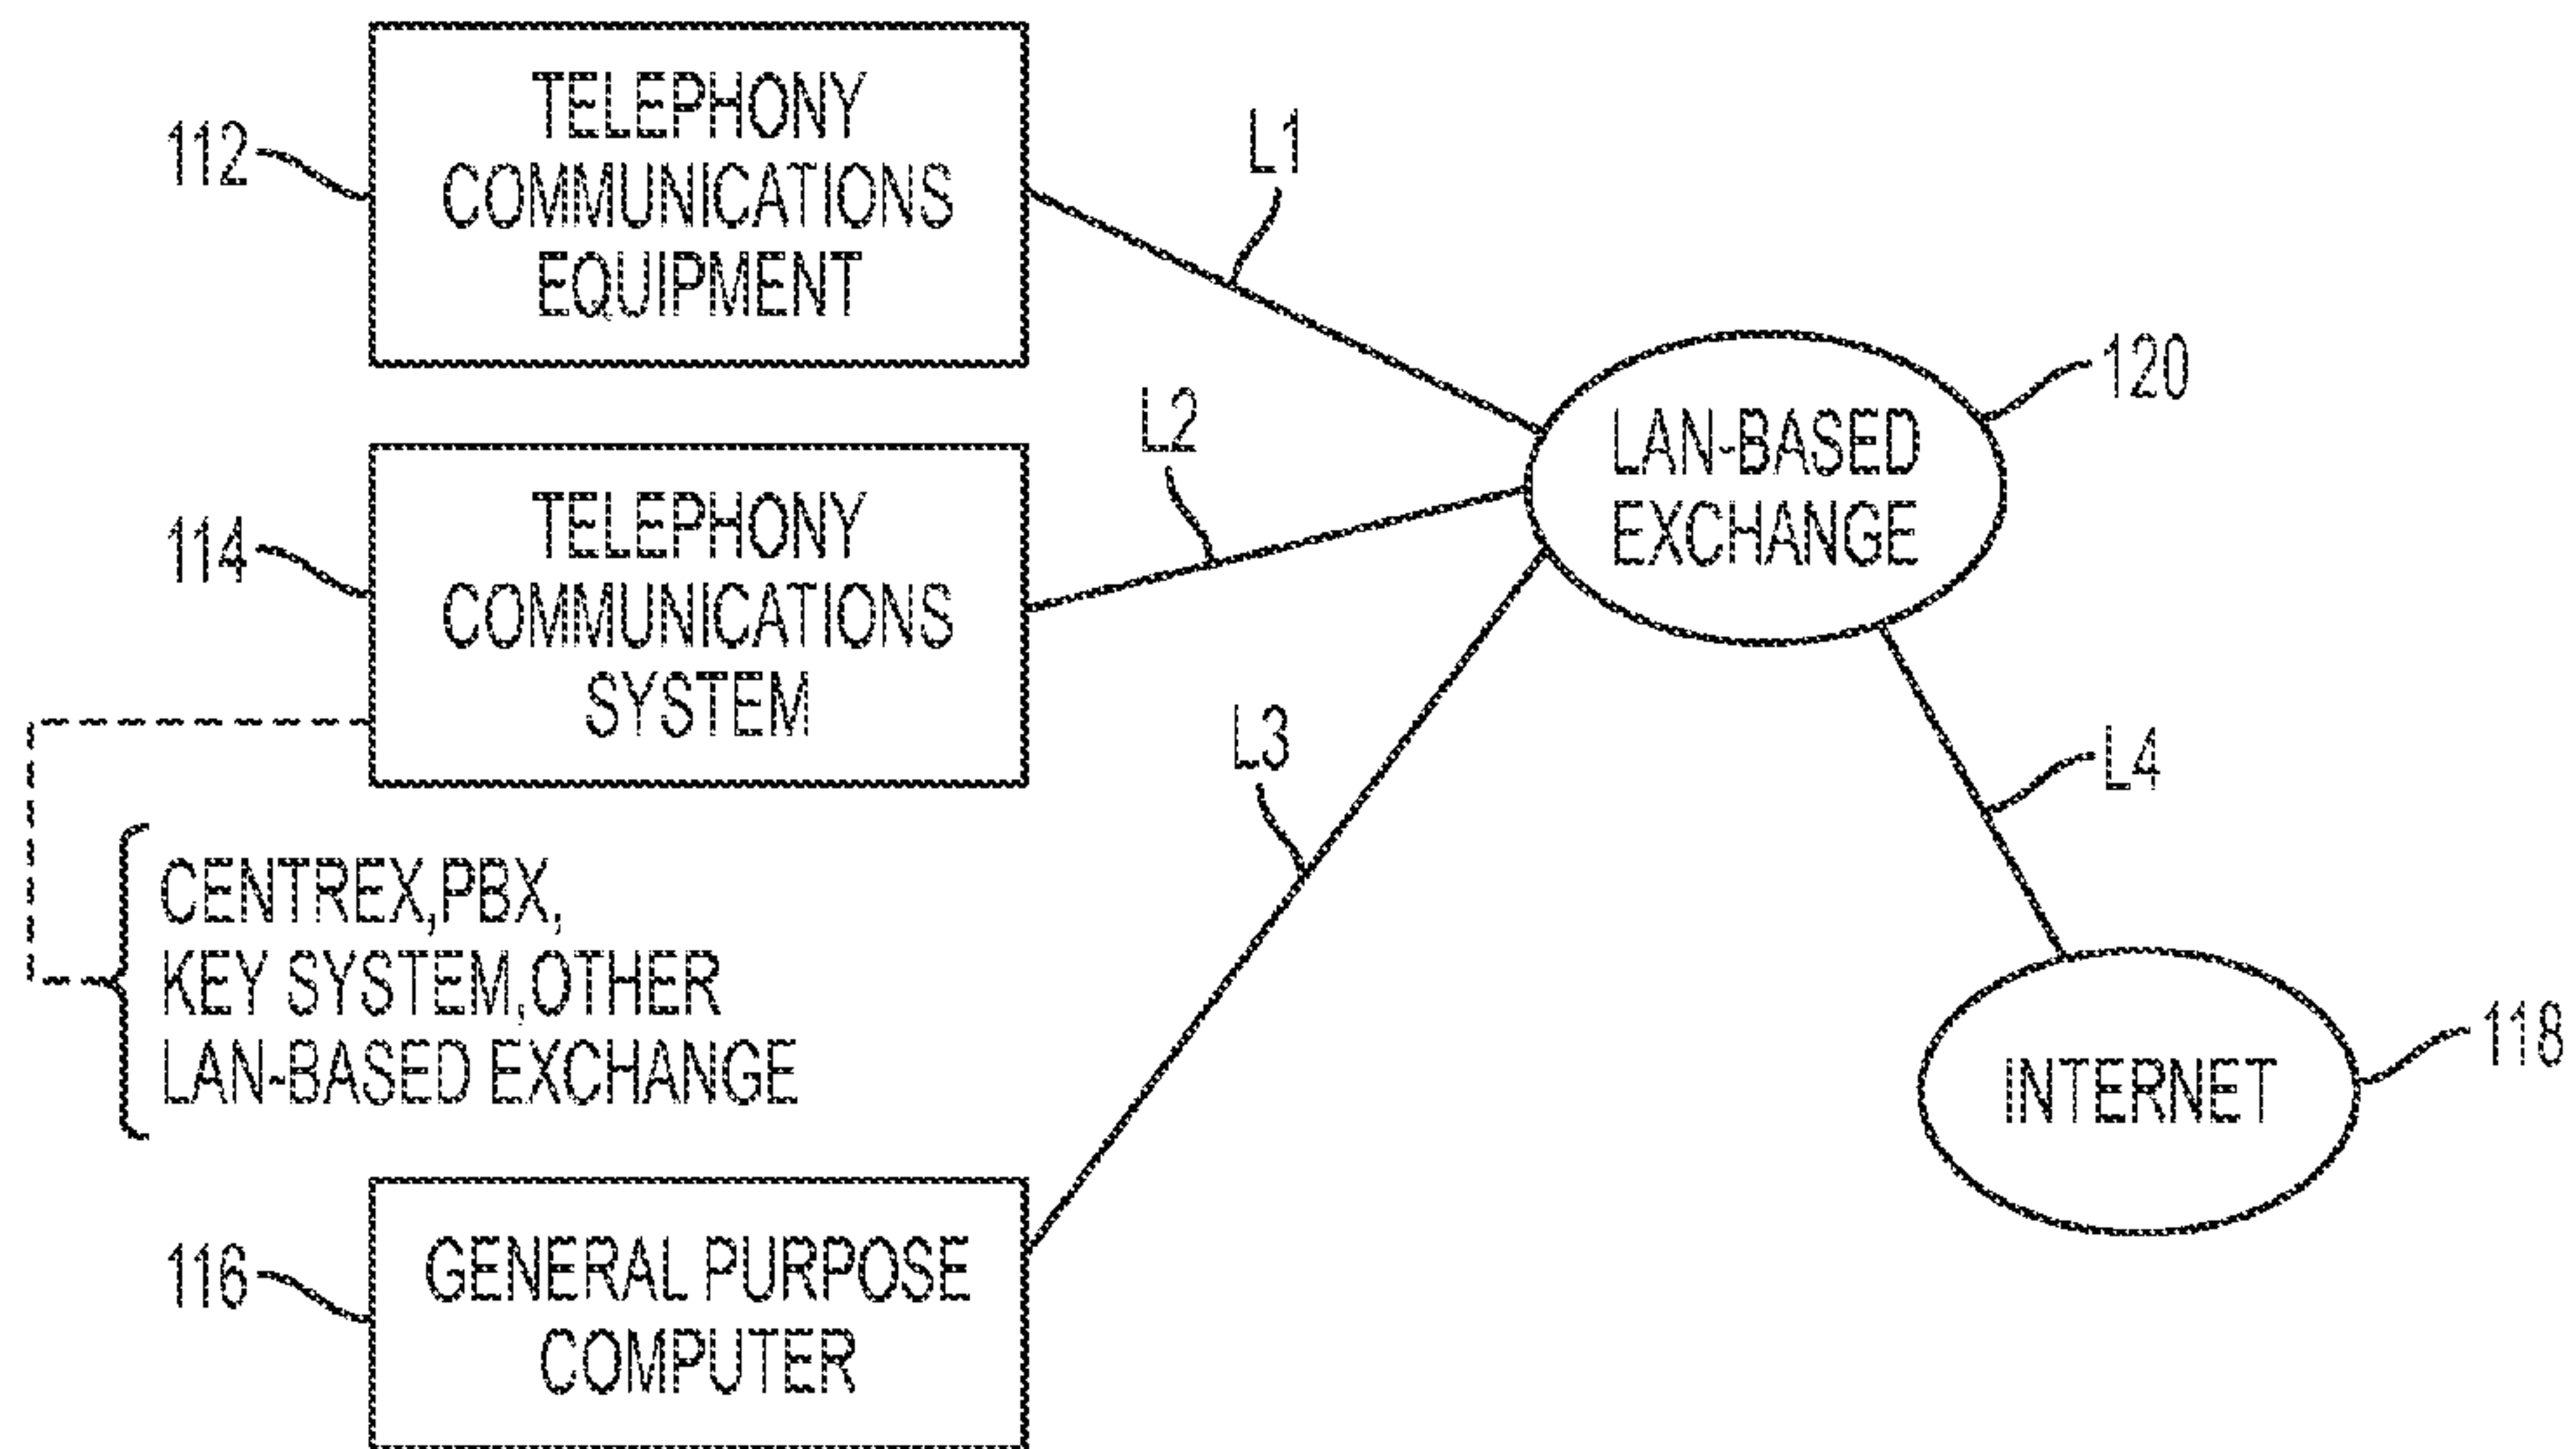 112
TELEPHONY
COMMUNICATIONS
EQUIPMENT
L1
114
TELEPHONY
COMMUNICATIONS
SYSTEM
L2
LAN-BASED
EXCHANGE
120
CENTREX,PBX,
KEY SYSTEM,OTHER
LAN-BASED EXCHANGE
L3
L4
116
GENERAL PURPOSE
COMPUTER
INTERNET
118